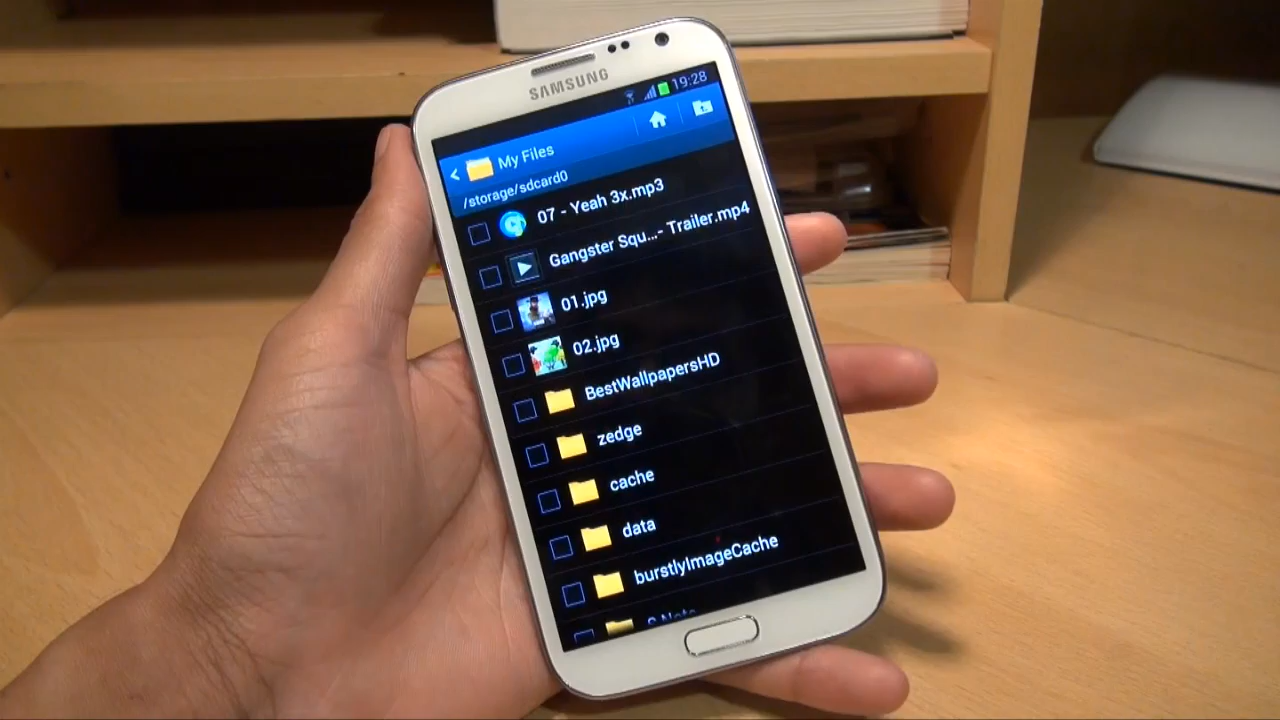 SAMSUNG
19:28
My Files
/storage/sdcard0
07 - Yeah 3x.mp3
Gangster Squ...- Trailer.mp4
01.jpg
02.jpg
BestWallpapersHD
zedge
cache
data
burstlyImageCache
S Note